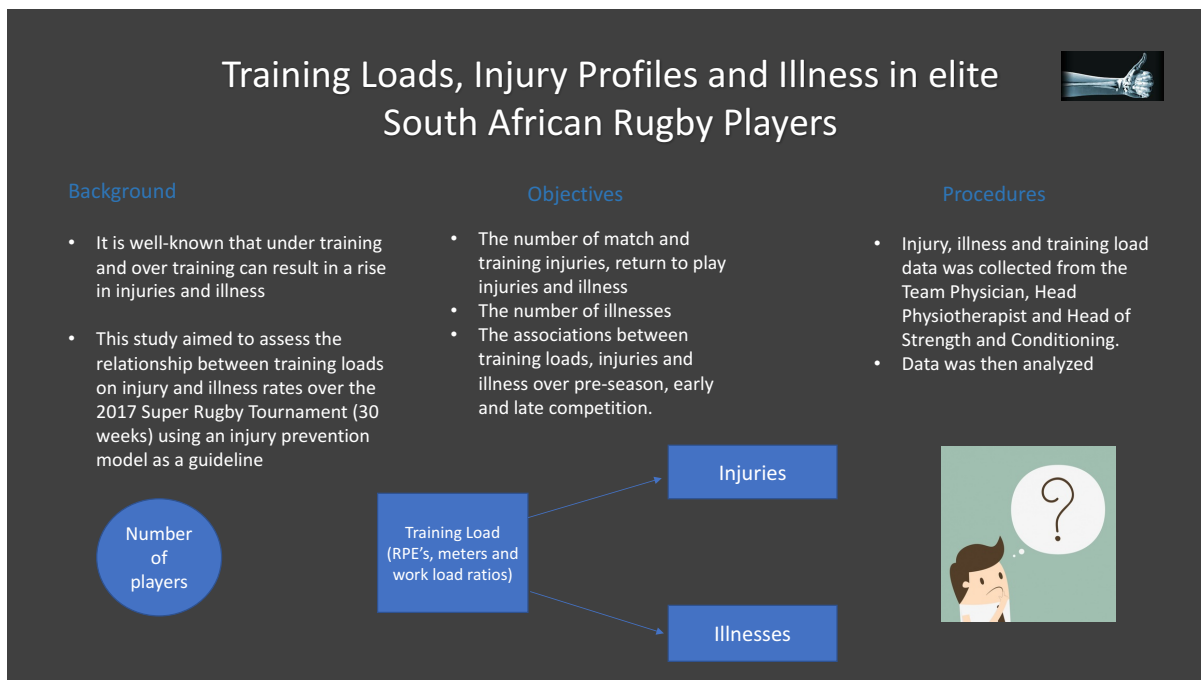 Training Loads, Injury Profiles and Illness in elite
South African Rugby Players
Background
• It is well-known that under training
and over training can result in a rise
in injuries and illness
• This study aimed to assess the
relationship between training loads
on injury and illness rates over the
2017 Super Rugby Tournament (30
weeks) using an injury prevention
model as a guideline
Number
of
players
Objectives
• The number of match and
training injuries, return to play
injuries and illness
• The number of illnesses
• The associations between
training loads, injuries and
illness over pre-season, early
and late competition.
Training Load
(RPE's, meters and
work load ratios)
Injuries
Illnesses
Procedures
• Injury, illness and training load
data was collected from the
Team Physician, Head
Physiotherapist and Head of
Strength and Conditioning.
• Data was then analyzed
?